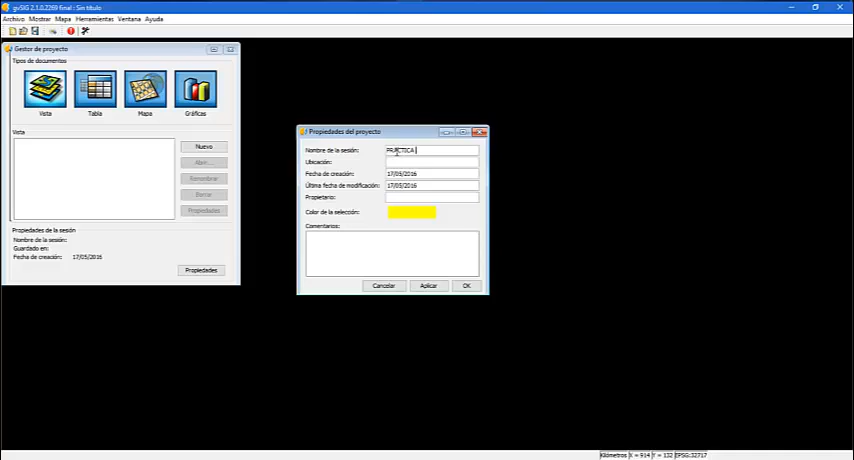 gvSIG 2.1.0.2269 final : Sin título
Archivo Mostrar Mapa Herramientas Ventana Ayuda
Gestor de proyecto
Tipos de documentos
Vista Tabla Mapa Gráficas
Vista
Nuevo
Abrir...
Renombrar
Borrar
Propiedades
Propiedades de la sesión
Nombre de la sesión:
Guardado en:
Fecha de creación: 17/05/2016
Propiedades
Propiedades del proyecto
Nombre de la sesión: PRÁCTICA
Ubicación:
Fecha de creación: 17/05/2016
Última fecha de modificación: 17/05/2016
Propietario:
Color de la selección:
Comentarios:
Cancelar Aplicar OK
Kilómetros X = 914 Y = 132 EPSG:32717